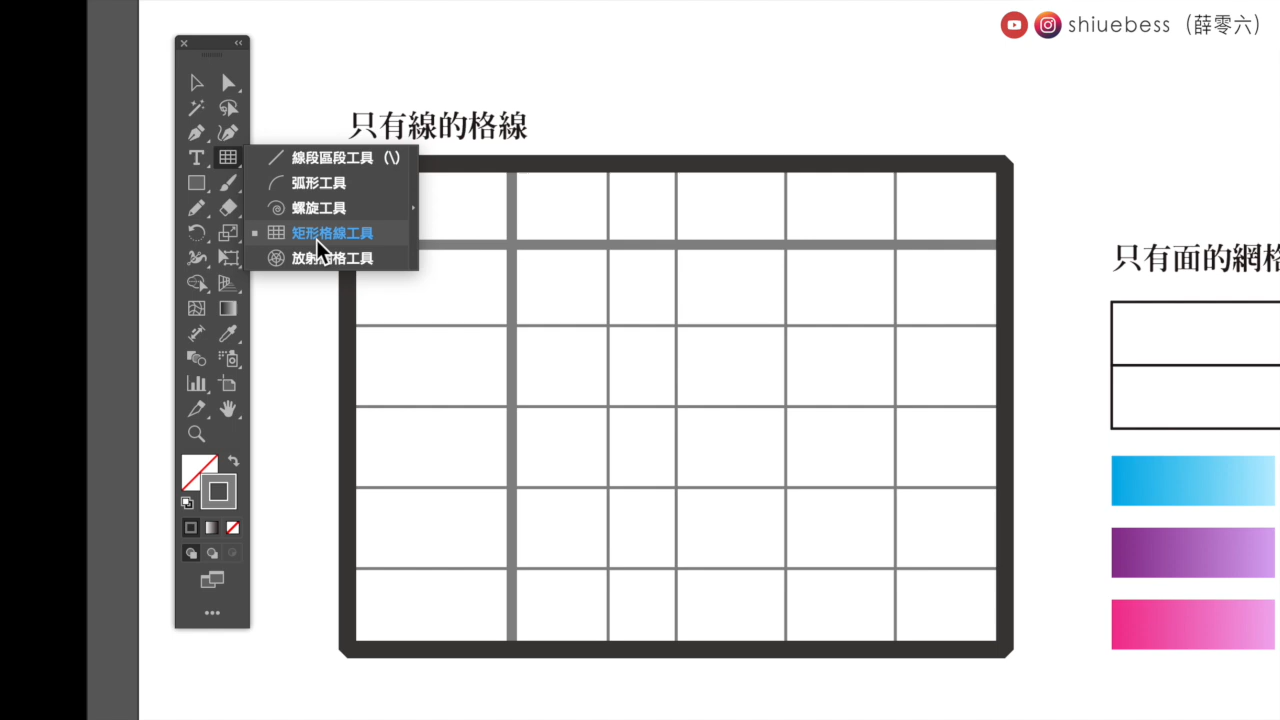 shiuebess（薛零六）
只有線的格線
線段區段工具 (\)
弧形工具
螺旋工具
矩形格線工具
放射 格工具
只有面的網格